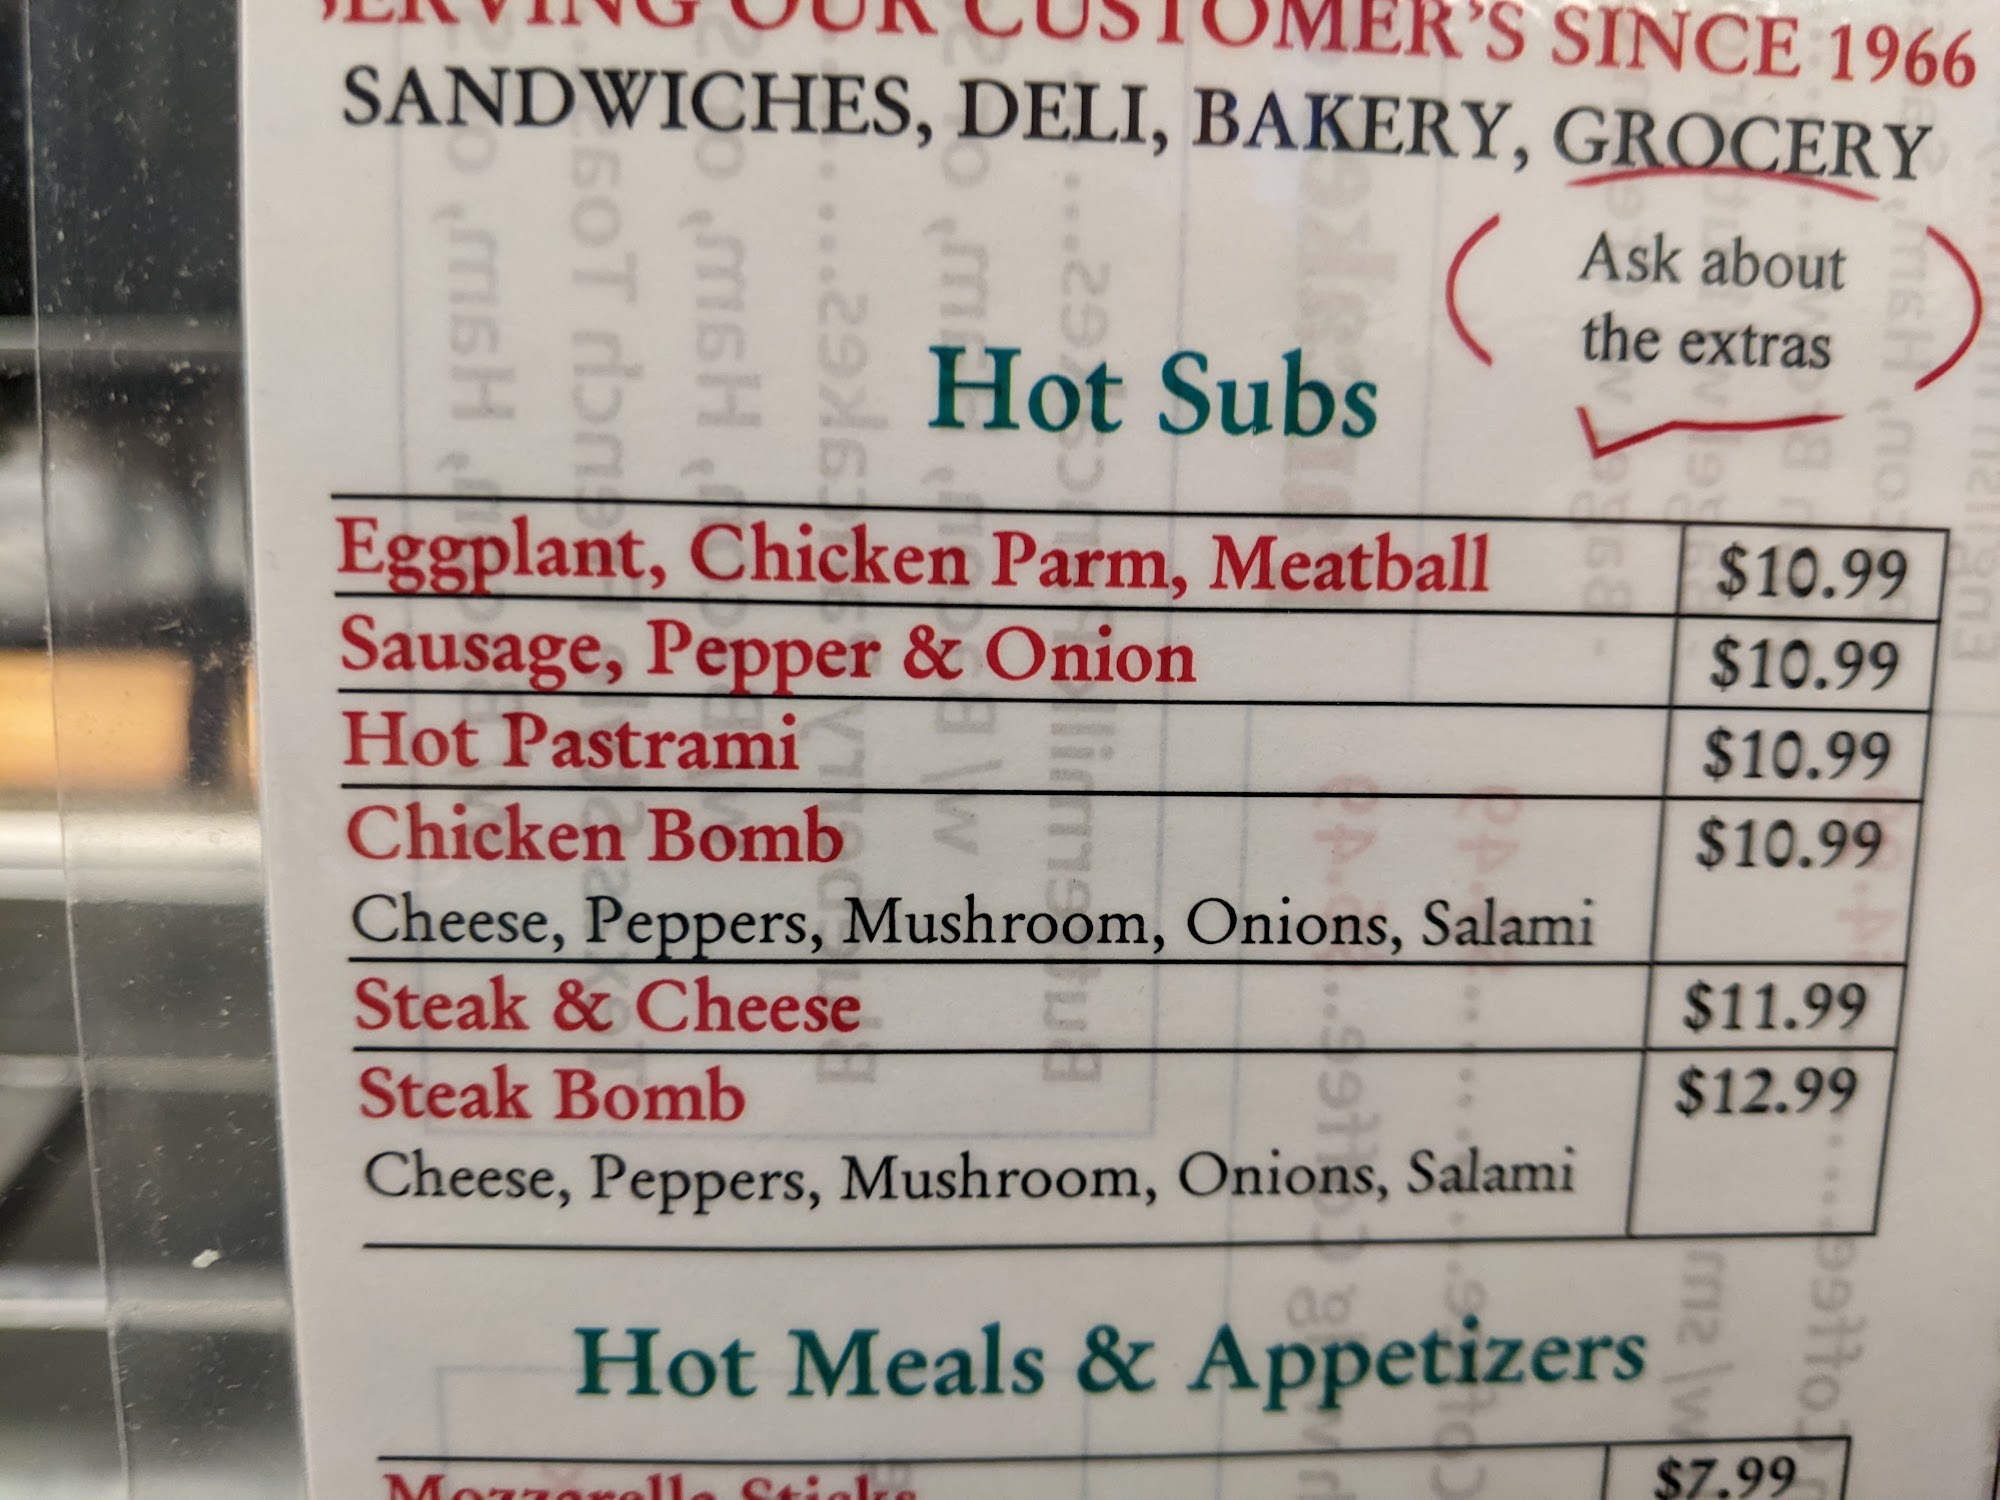 SERVING OUR CUSTOMER'S SINCE 1966
SANDWICHES, DELI, BAKERY, GROCERY
Ask about
the extras
Hot Subs
Eggplant, Chicken Parm, Meatball $10.99
Sausage, Pepper & Onion $10.99
Hot Pastrami $10.99
Chicken Bomb $10.99
Cheese, Peppers, Mushroom, Onions, Salami
Steak & Cheese $11.99
Steak Bomb $12.99
Cheese, Peppers, Mushroom, Onions, Salami
Hot Meals & Appetizers
Mozzarella Sticks $7.99